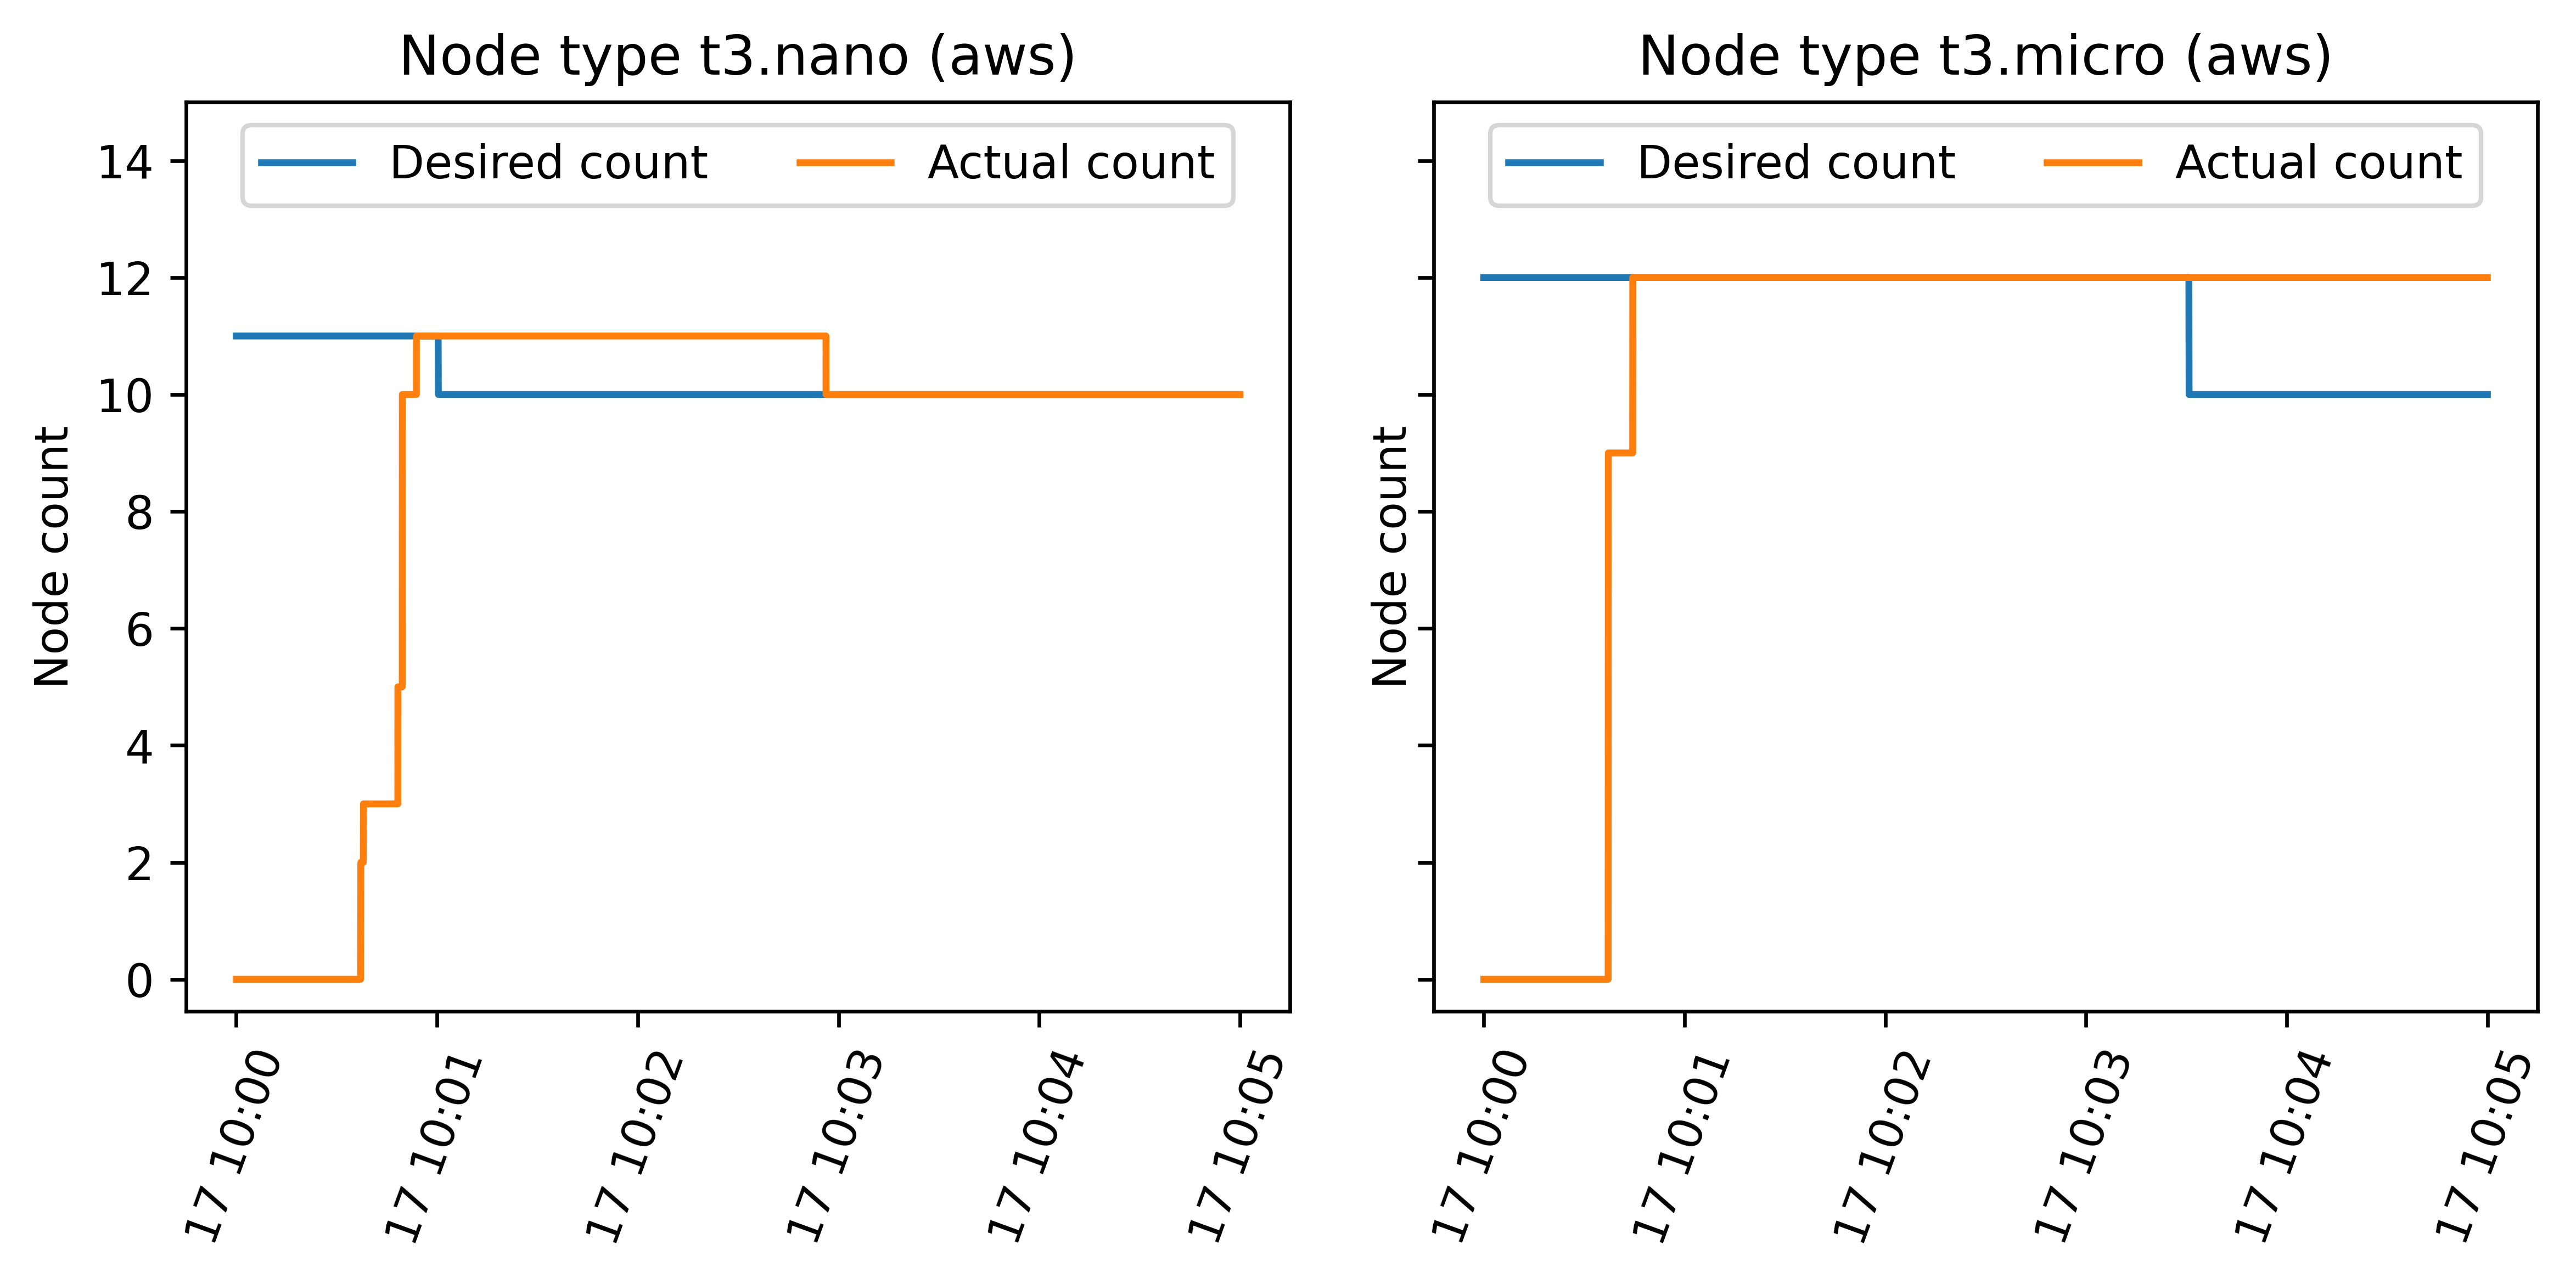 Node type t3.nano (aws)
Desired count
Actual count
Node count
14
12
10
8
6
4
2
0
17 10:00
17 10:01
17 10:02
17 10:03
17 10:04
17 10:05
Node type t3.micro (aws)
Desired count
Actual count
Node count
17 10:00
17 10:01
17 10:02
17 10:03
17 10:04
17 10:05